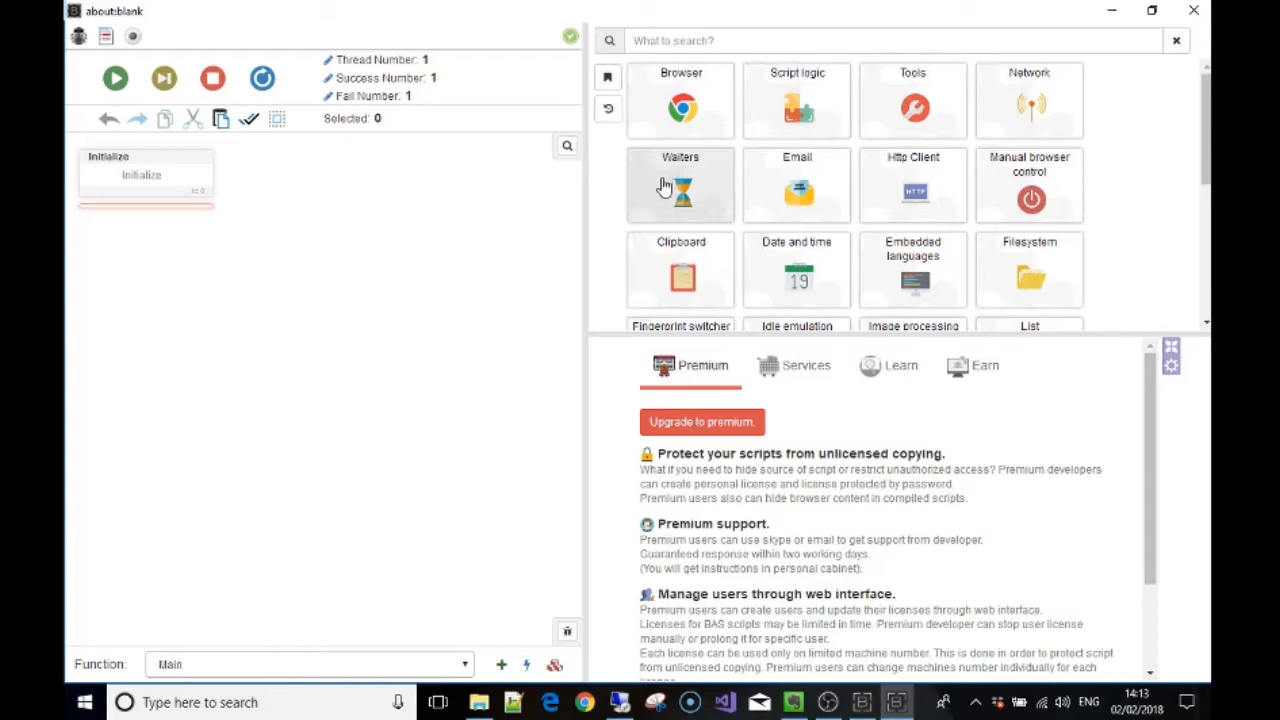 about:blank
Thread Number: 1
Success Number: 1
Fail Number: 1
Selected: 0
Initialize
Initialize
Id: 0
What to search?
Browser
Script logic
Tools
Network
Waiters
Email
Http Client
Manual browser control
HTTP
Clipboard
Date and time
Embedded languages
Filesystem
19
Fingerprint switcher
Idle emulation
Image processing
List
Premium
Services
Learn
Earn
Upgrade to premium.
Protect your scripts from unlicensed copying.
What if you need to hide source of script or restrict unauthorized access? Premium developers
can create personal license and license protected by password.
Premium users also can hide browser content in compiled scripts.
Premium support.
Premium users can use skype or email to get support from developer.
Guaranteed response within two working days.
(You will get instructions in personal cabinet).
Manage users through web interface.
Premium users can create users and update their licenses through web interface.
Licenses for BAS scripts may be limited in time. Premium developer can stop user license
manually or prolong it for specific user.
Each license can be used only on limited machine number. This is done in order to protect script
from unlicensed copying. Premium users can change machines number individually for each
Function:
Main
Type here to search
ENG
14:13
02/02/2018